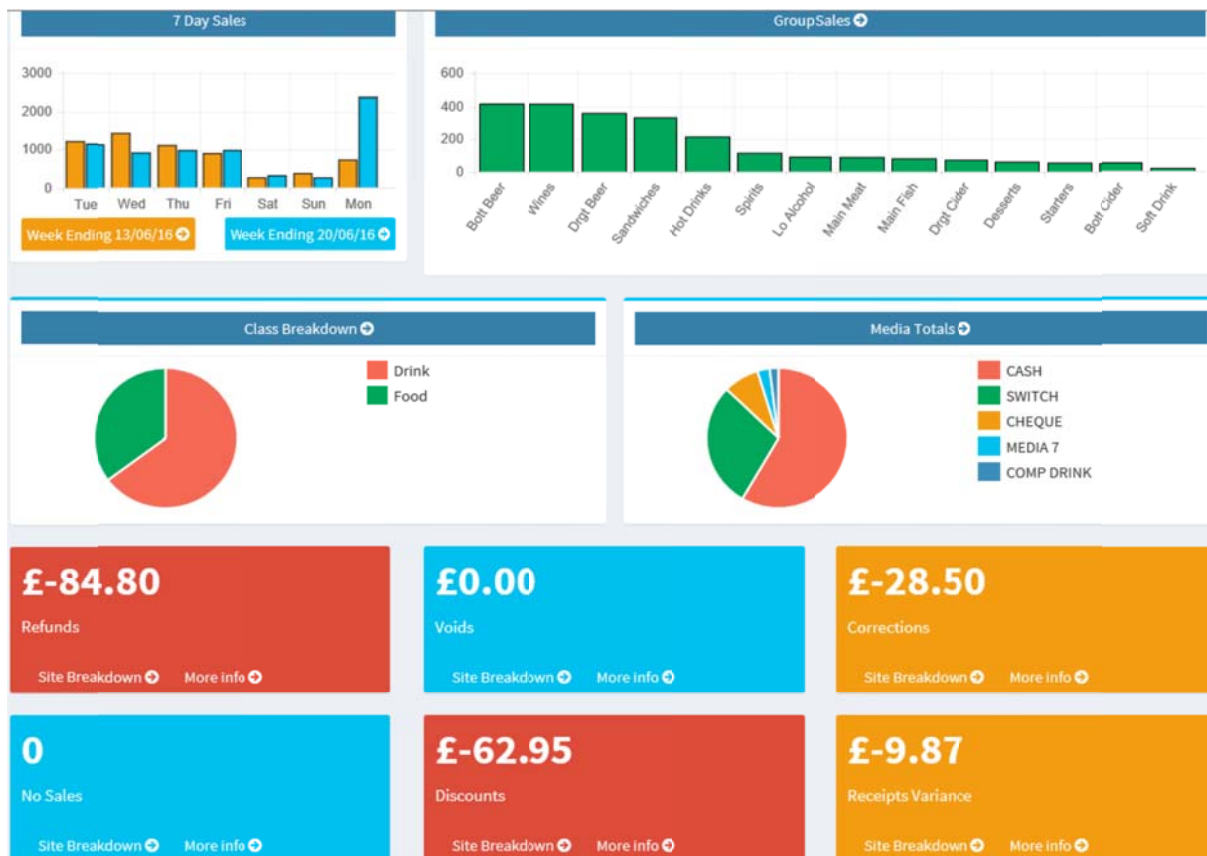 7 Day Sales
GroupSales
3000
2000
1000
0
Tue Wed Thu Fri Sat Sun Mon
Week Ending 13/06/16 Week Ending 20/06/16
600
400
200
0
Bott Beer
Wines
Drgt Beer
Sandwiches
Hot Drinks
Spirits
Lo Alcohol
Main Meat
Main Fish
Drgt Cider
Desserts
Starters
Bott Cider
Soft Drink
Class Breakdown
Drink
Food
Media Totals
CASH
SWITCH
CHEQUE
MEDIA 7
COMP DRINK
£-84.80
Refunds
Site Breakdown More info
£0.00
Voids
Site Breakdown More info
£-28.50
Corrections
Site Breakdown More info
0
No Sales
Site Breakdown More info
£-62.95
Discounts
Site Breakdown More info
£-9.87
Receipts Variance
Site Breakdown More info